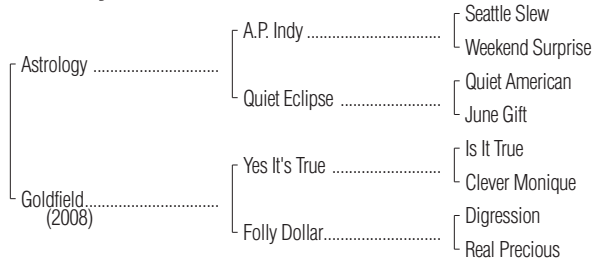 Seattle Slew
A.P. Indy ................................
Weekend Surprise
Astrology ..............................
Quiet American
Quiet Eclipse ........................
June Gift
Is It True
Yes It's True ..........................
Clever Monique
Goldfield................................
(2008)
Digression
Folly Dollar............................
Real Precious